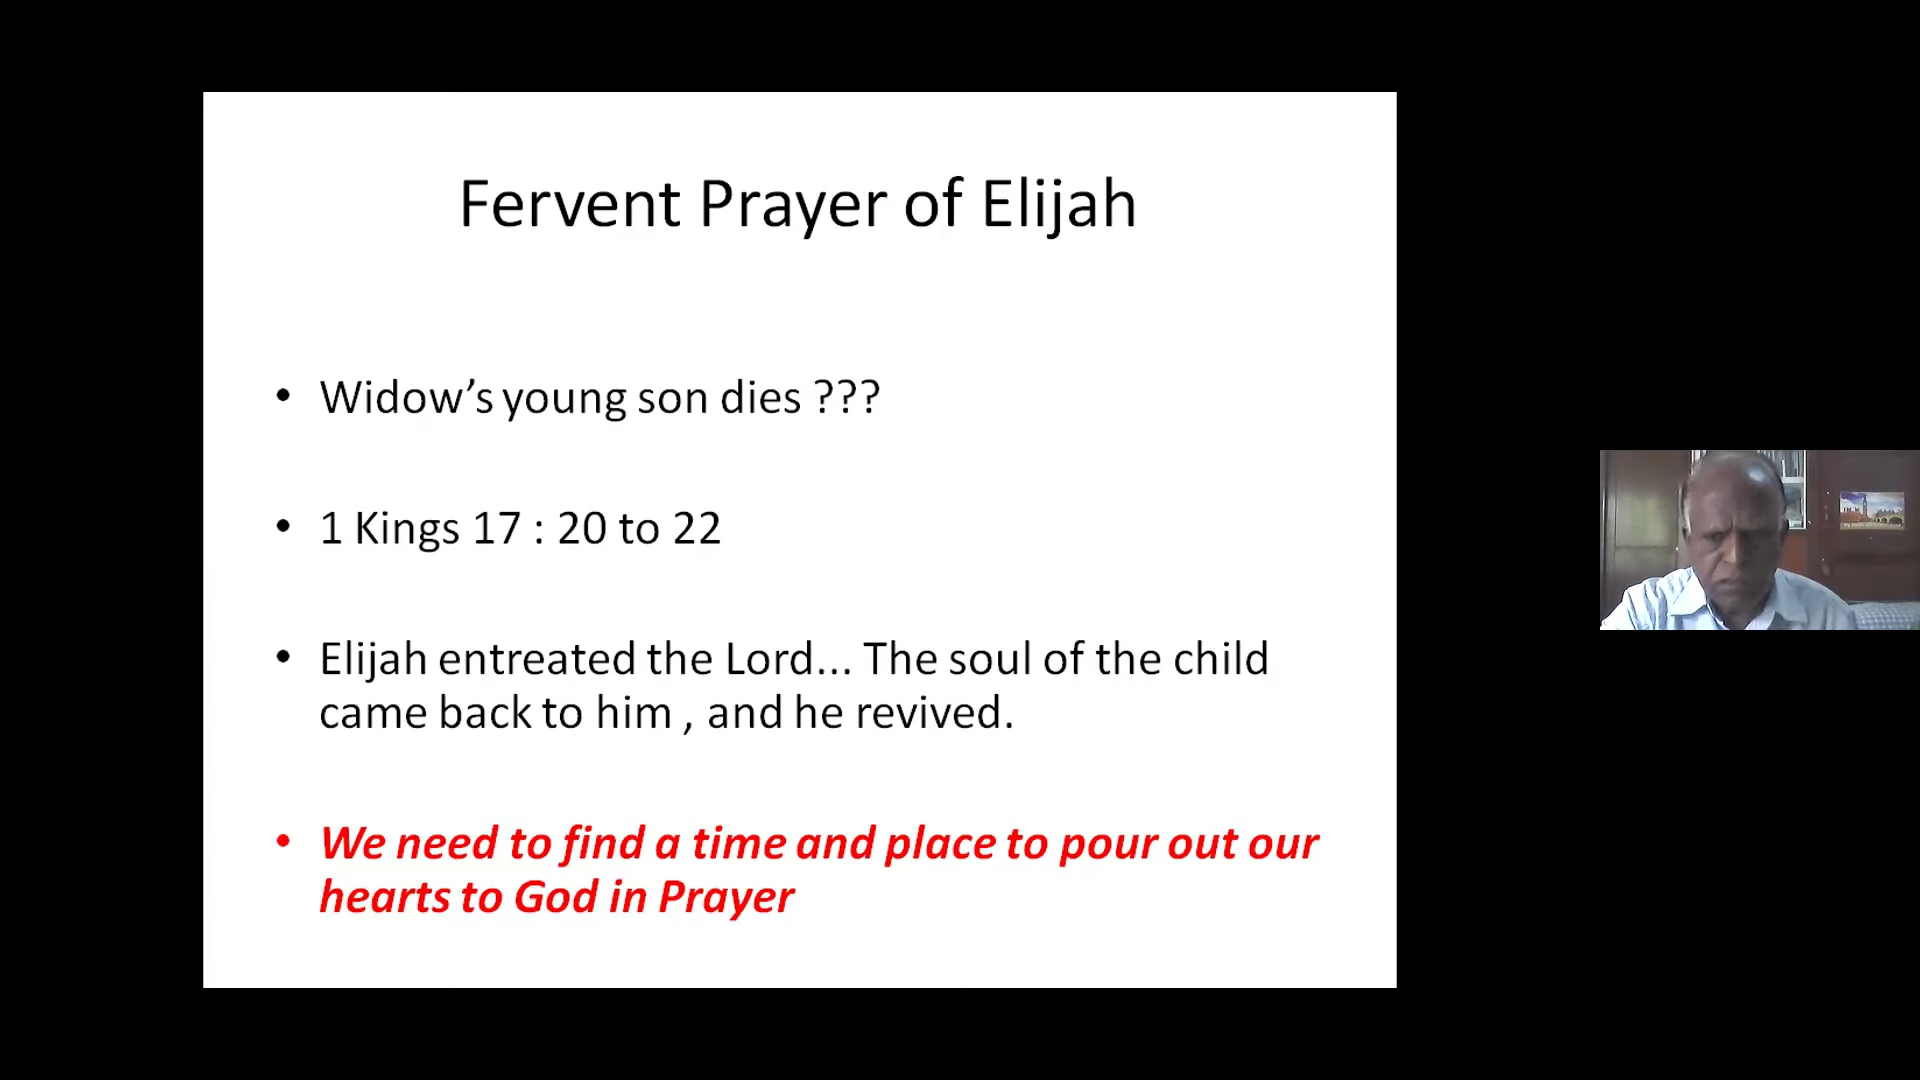 Fervent Prayer of Elijah
• Widow’s young son dies ???
• 1 Kings 17 : 20 to 22
• Elijah entreated the Lord... The soul of the child
came back to him , and he revived.
• We need to find a time and place to pour out our
hearts to God in Prayer